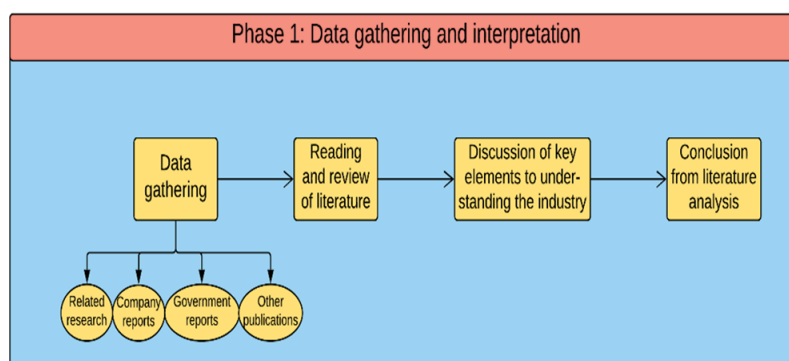 Phase 1: Data gathering and interpretation
Data
gathering
Reading
and review
of literature
Discussion of key
elements to under-
standing the industry
Conclusion
from literature
analysis
Related
research
Company
reports
Government
reports
Other
publications